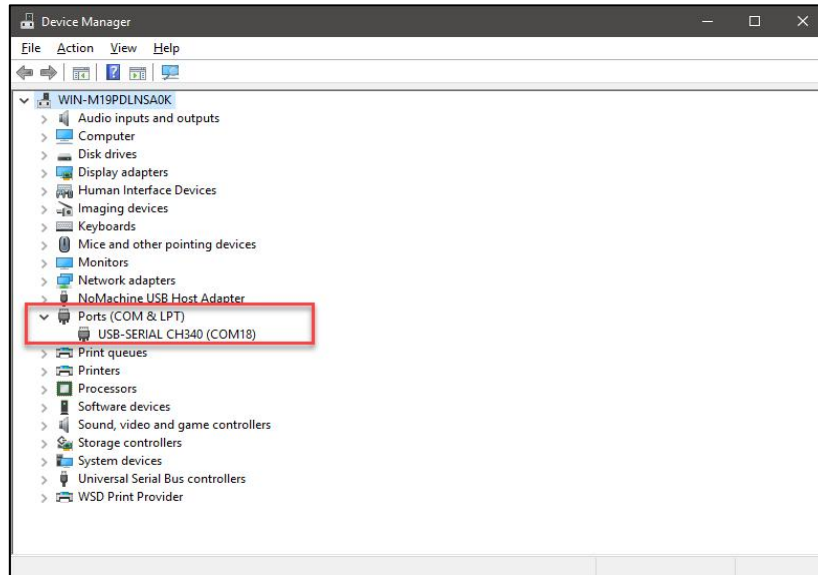 Device Manager
File Action View Help
WIN-M19PDLNSA0K
Audio inputs and outputs
Computer
Disk drives
Display adapters
Human Interface Devices
Imaging devices
Keyboards
Mice and other pointing devices
Monitors
Network adapters
NoMachine USB Host Adapter
Ports (COM & LPT)
USB-SERIAL CH340 (COM18)
Print queues
Printers
Processors
Software devices
Sound, video and game controllers
Storage controllers
System devices
Universal Serial Bus controllers
WSD Print Provider